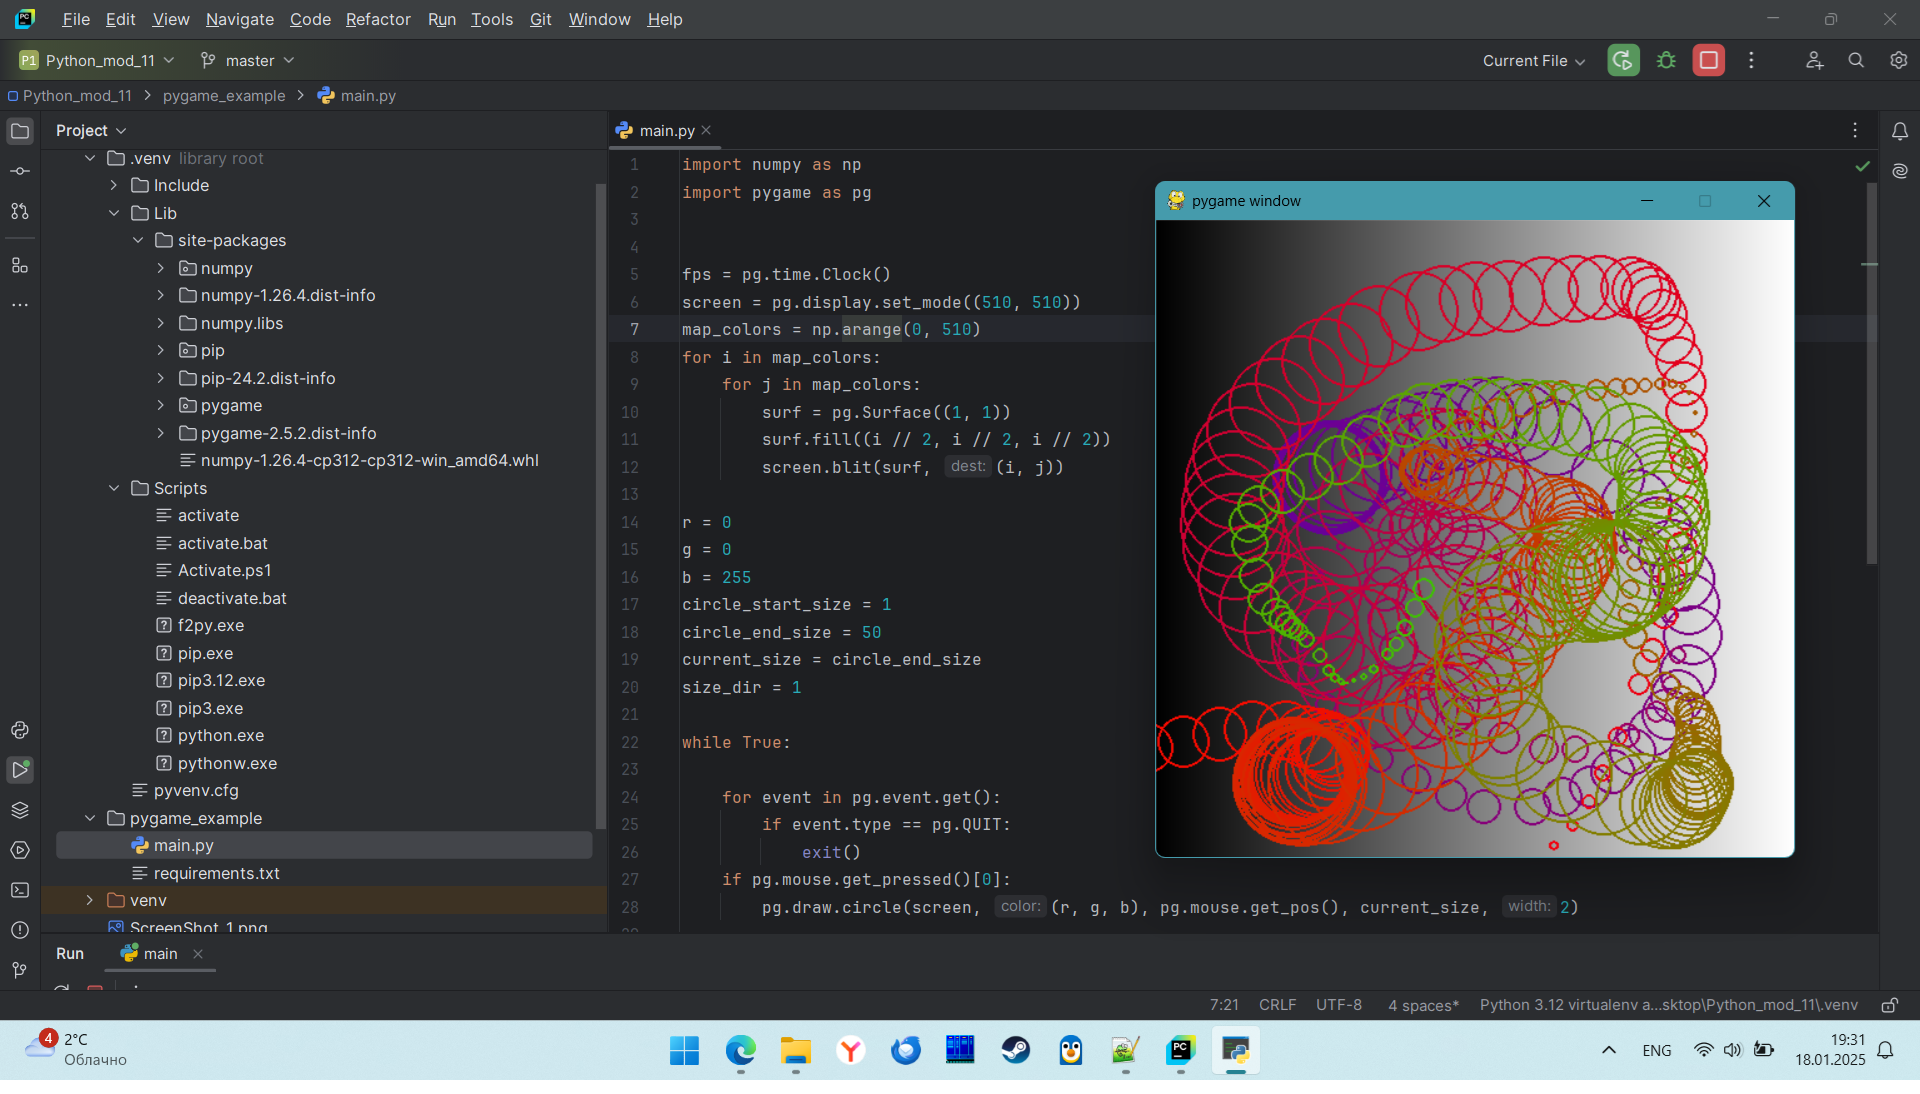 File Edit View Navigate Code Refactor Run Tools Git Window Help
P1 Python_mod_11 master Current File
Python_mod_11 pygame_example main.py
Project
.venv library root
Include
Lib
site-packages
numpy
numpy-1.26.4.dist-info
numpy.libs
pip
pip-24.2.dist-info
pygame
pygame-2.5.2.dist-info
numpy-1.26.4-cp312-cp312-win_amd64.whl
Scripts
activate
activate.bat
Activate.ps1
deactivate.bat
f2py.exe
pip.exe
pip3.12.exe
pip3.exe
python.exe
pythonw.exe
pyvenv.cfg
pygame_example
main.py
requirements.txt
venv
ScreenShot_1.png
main.py
1 import numpy as np
2 import pygame as pg
3
4
5 fps = pg.time.Clock()
6 screen = pg.display.set_mode((510, 510))
7 map_colors = np.arange(0, 510)
8 for i in map_colors:
9 for j in map_colors:
10 surf = pg.Surface((1, 1))
11 surf.fill((i // 2, i // 2, i // 2))
12 screen.blit(surf, dest: (i, j))
13
14 r = 0
15 g = 0
16 b = 255
17 circle_start_size = 1
18 circle_end_size = 50
19 current_size = circle_end_size
20 size_dir = 1
21
22 while True:
23
24 for event in pg.event.get():
25 if event.type == pg.QUIT:
26 exit()
27 if pg.mouse.get_pressed()[0]:
28 pg.draw.circle(screen, color: (r, g, b), pg.mouse.get_pos(), current_size, width: 2)
pygame window
Run main
7:21 CRLF UTF-8 4 spaces* Python 3.12 virtualenv a...sktop\Python_mod_11\.venv
4
2°C
Облачно
PC
ENG
19:31
18.01.2025